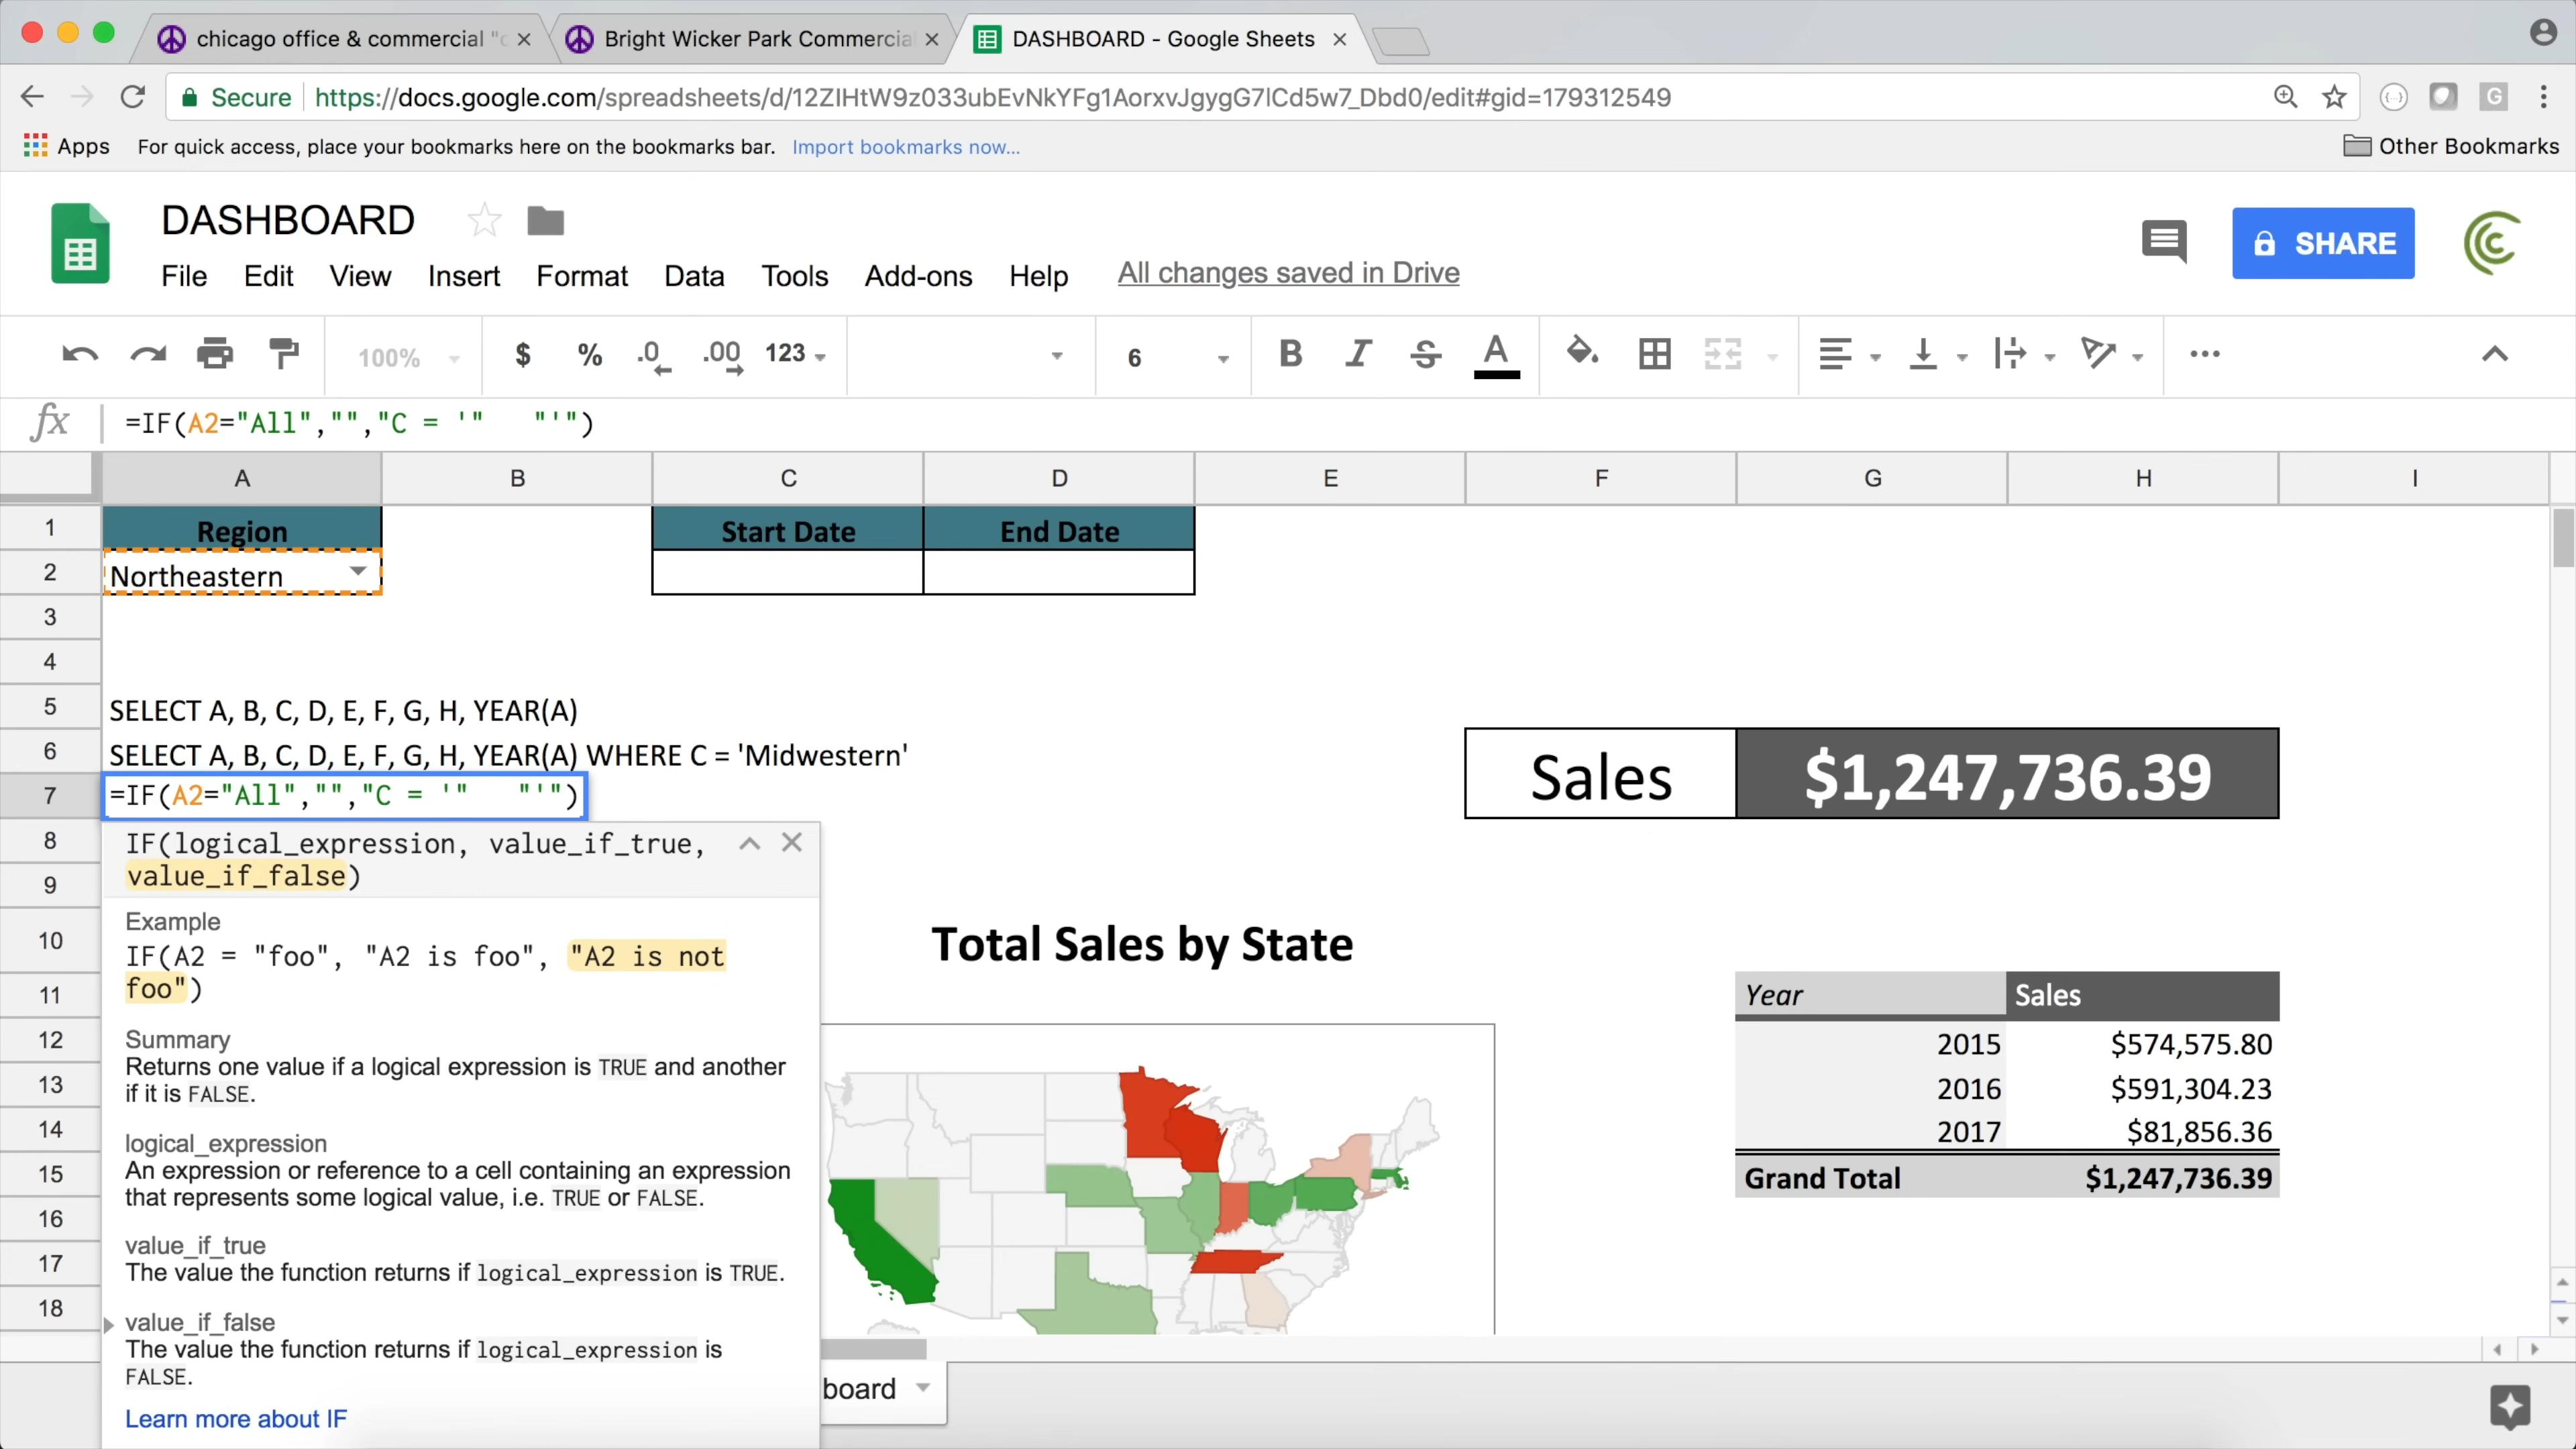 chicago office & commercial "c
Bright Wicker Park Commercial
DASHBOARD - Google Sheets
Secure
https://docs.google.com/spreadsheets/d/12ZIHtW9z033ubEvNkYFg1AorxvJgygG7lCd5w7_Dbd0/edit#gid=179312549
Apps For quick access, place your bookmarks here on the bookmarks bar. Import bookmarks now... Other Bookmarks
DASHBOARD
SHARE
File Edit View Insert Format Data Tools Add-ons Help All changes saved in Drive
100% $ % .0 .00 123 6 B I S A
fx =IF(A2="All","","C = '"   "'")
A B C D E F G H I
1 Region Start Date End Date
2 Northeastern
3
4
5 SELECT A, B, C, D, E, F, G, H, YEAR(A)
6 SELECT A, B, C, D, E, F, G, H, YEAR(A) WHERE C = 'Midwestern'
Sales $1,247,736.39
7 =IF(A2="All","","C = '"   "'")
8 IF(logical_expression, value_if_true,
9 value_if_false)
Example
10 IF(A2 = "foo", "A2 is foo", "A2 is not
Total Sales by State
11 foo")
Year Sales
12 Summary
2015 $574,575.80
Returns one value if a logical expression is TRUE and another
13 if it is FALSE.
2016 $591,304.23
14 logical_expression
2017 $81,856.36
15 An expression or reference to a cell containing an expression
Grand Total $1,247,736.39
that represents some logical value, i.e. TRUE or FALSE.
16
value_if_true
17 The value the function returns if logical_expression is TRUE.
18 value_if_false
The value the function returns if logical_expression is
FALSE.
board
Learn more about IF